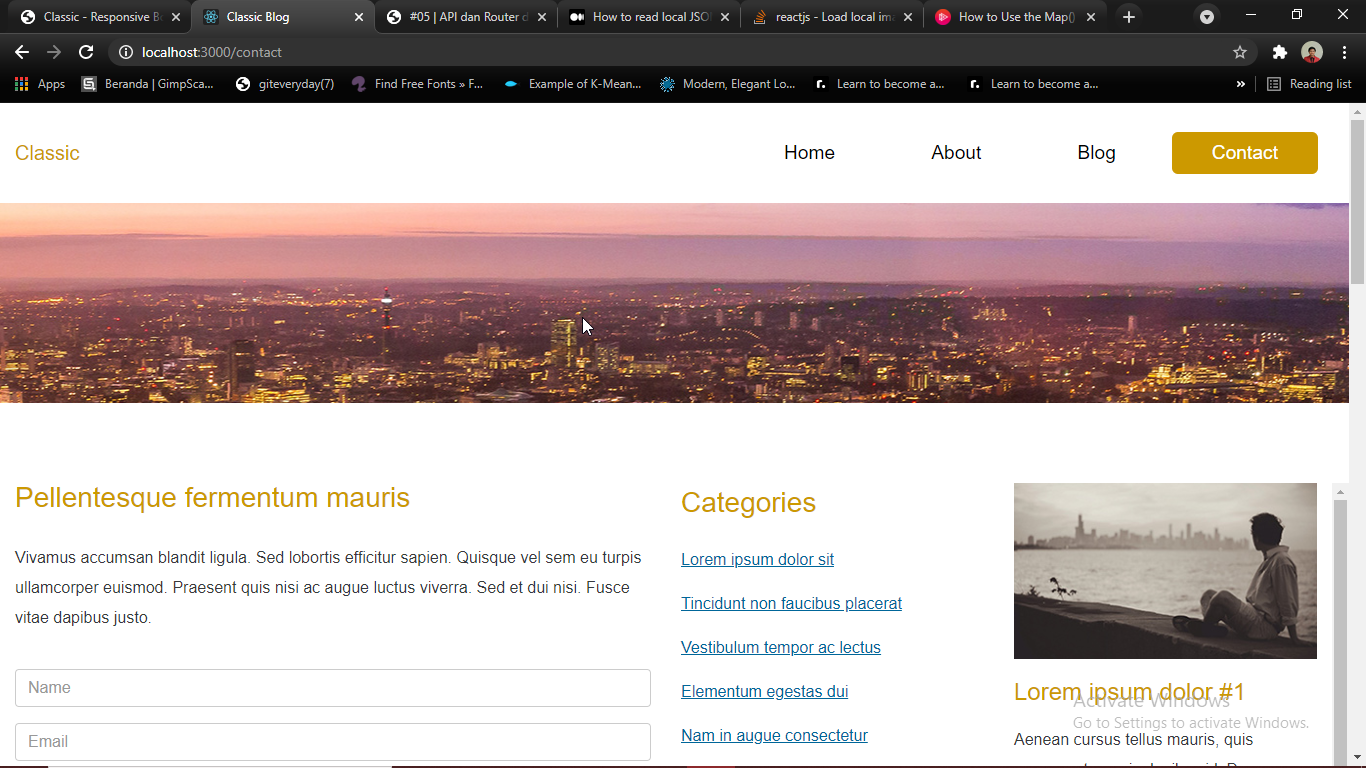 Classic - Responsive B
Classic Blog
#05 | API dan Router d
How to read local JSO
reactjs - Load local im
How to Use the Map()
localhost:3000/contact
Apps
Beranda | GimpSca...
giteveryday(7)
Find Free Fonts » F...
Example of K-Mean...
Modern, Elegant Lo...
Learn to become a...
Learn to become a...
»
Reading list
Classic
Home
About
Blog
Contact
Pellentesque fermentum mauris
Vivamus accumsan blandit ligula. Sed lobortis efficitur sapien. Quisque vel sem eu turpis
ullamcorper euismod. Praesent quis nisi ac augue luctus viverra. Sed et dui nisi. Fusce
vitae dapibus justo.
Name
Email
Categories
Lorem ipsum dolor sit
Tincidunt non faucibus placerat
Vestibulum tempor ac lectus
Elementum egestas dui
Nam in augue consectetur
Lorem ipsum dolor #1
Aenean cursus tellus mauris, quis
Activate Windows
Go to Settings to activate Windows.